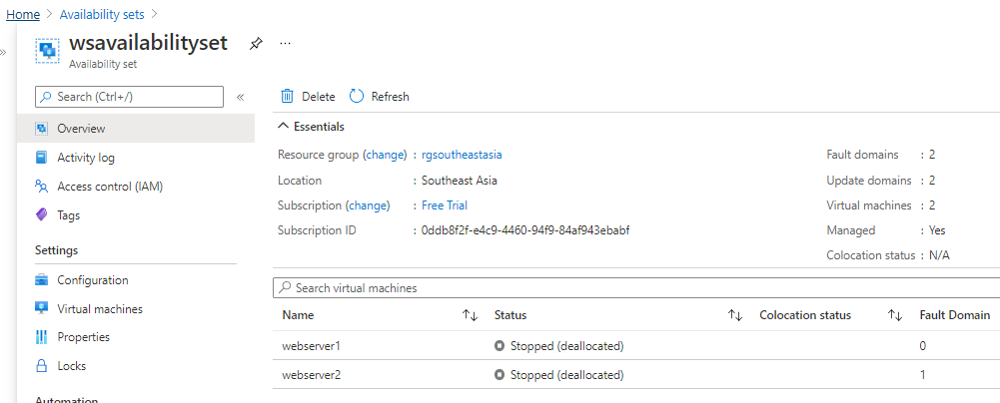 Home > Availability sets >
»
wsavailabilityset ...
Availability set
Search (Ctrl+/) «
Overview
Activity log
Access control (IAM)
Tags
Settings
Configuration
Virtual machines
Properties
Locks
Automation
Delete Refresh
Essentials
Resource group (change) : rgsoutheastasia
Location : Southeast Asia
Subscription (change) : Free Trial
Subscription ID : 0ddb8f2f-e4c9-4460-94f9-84af943ebabf
Fault domains : 2
Update domains : 2
Virtual machines : 2
Managed : Yes
Colocation status : N/A
Search virtual machines
Name Status Colocation status Fault Domain
webserver1 Stopped (deallocated) 0
webserver2 Stopped (deallocated) 1